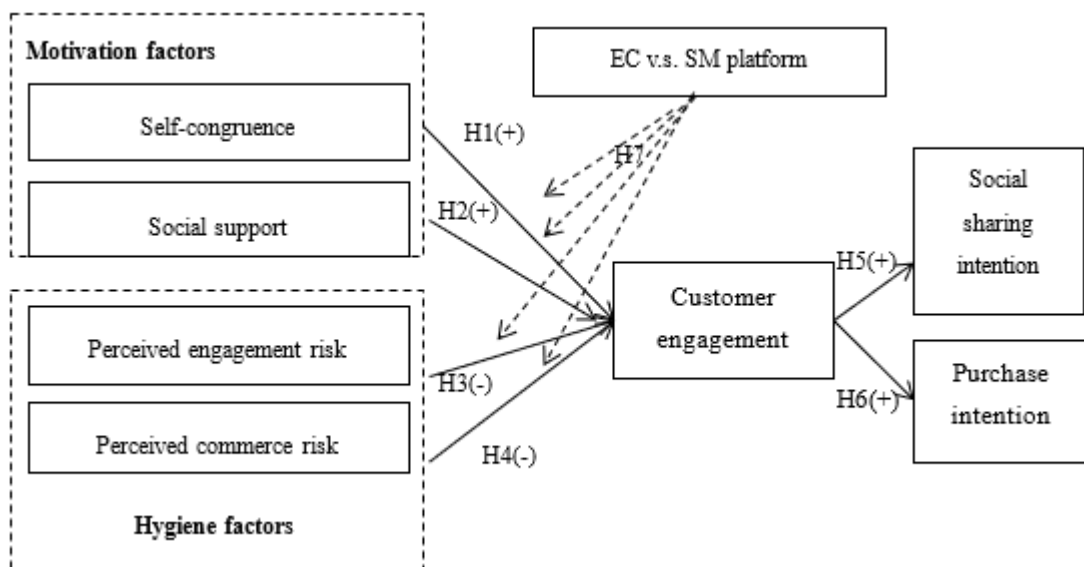 Motivation factors
Self-congruence
Social support
Perceived engagement risk
Perceived commerce risk
Hygiene factors
EC v.s. SM platform
H1(+)
H7
H2(+)
H3(-)
H4(-)
Customer
engagement
H5(+)
H6(+)
Social
sharing
intention
Purchase
intention